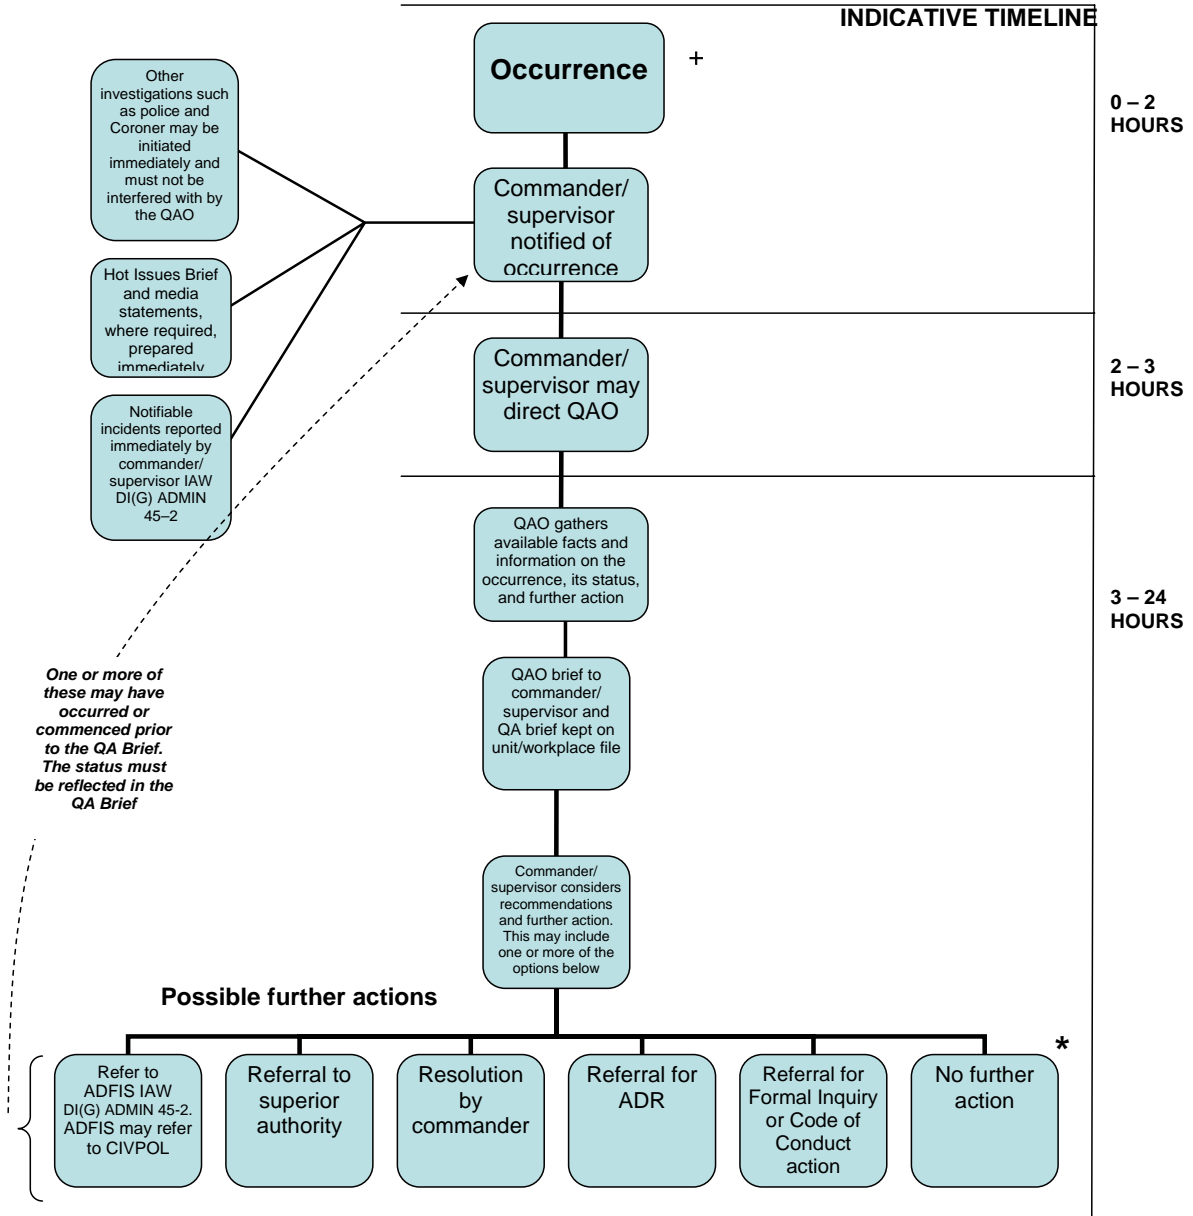 INDICATIVE TIMELINE
Occurrence
+
0 – 2
HOURS
Other
investigations such
as police and
Coroner may be
initiated
immediately and
must not be
interfered with by
the QAO
Commander/
supervisor
notified of
occurrence
Hot Issues Brief
and media
statements,
where required,
prepared
immediately
Commander/
supervisor may
direct QAO
2 – 3
HOURS
Notifiable
incidents reported
immediately by
commander/
supervisor IAW
DI(G) ADMIN
45–2
QAO gathers
available facts and
information on the
occurrence, its status,
and further action
3 – 24
HOURS
One or more of
these may have
occurred or
commenced prior
to the QA Brief.
The status must
be reflected in the
QA Brief
QAO brief to
commander/
supervisor and
QA brief kept on
unit/workplace file
Commander/
supervisor considers
recommendations
and further action.
This may include
one or more of the
options below
Possible further actions
*
Refer to
ADFIS IAW
DI(G) ADMIN 45-2.
ADFIS may refer
to CIVPOL
Referral to
superior
authority
Resolution
by
commander
Referral for
ADR
Referral for
Formal Inquiry
or Code of
Conduct
action
No further
action